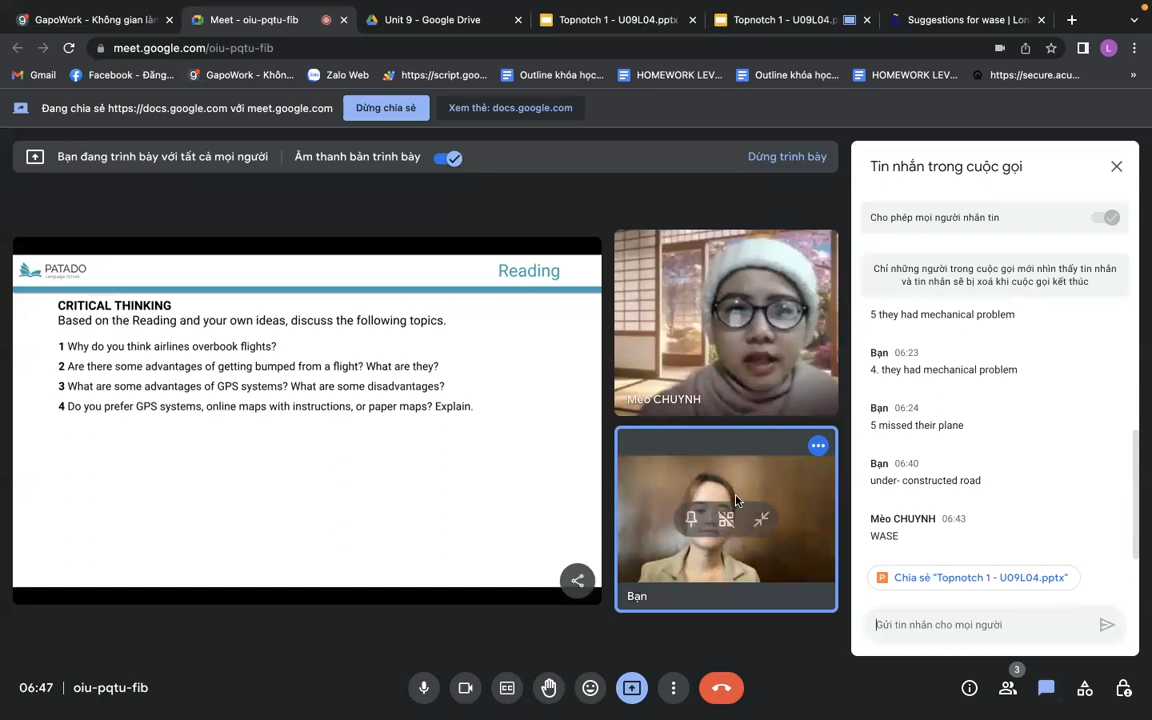 GapoWork - Không gian làn
Meet - oiu-pqtu-fib
Unit 9 - Google Drive
Topnotch 1 - U09L04.pptx -
Topnotch 1 - U09L04.p
Suggestions for wase | Lon
meet.google.com/oiu-pqtu-fib
L
Gmail
Facebook - Đăng...
GapoWork - Khôn...
Zalo Web
https://script.goo...
Outline khóa học...
HOMEWORK LEV...
Outline khóa học...
HOMEWORK LEV...
https://secure.acu...
»
Đang chia sẻ https://docs.google.com với meet.google.com
Dừng chia sẻ
Xem thẻ: docs.google.com
Bạn đang trình bày với tất cả mọi người
Âm thanh bản trình bày
Dừng trình bày
PATADO
Language School
Reading
CRITICAL THINKING
Based on the Reading and your own ideas, discuss the following topics.
1 Why do you think airlines overbook flights?
2 Are there some advantages of getting bumped from a flight? What are they?
3 What are some advantages of GPS systems? What are some disadvantages?
4 Do you prefer GPS systems, online maps with instructions, or paper maps? Explain.
Mèo CHUYNH
Bạn
Tin nhắn trong cuộc gọi
Cho phép mọi người nhắn tin
Chỉ những người trong cuộc gọi mới nhìn thấy tin nhắn
và tin nhắn sẽ bị xoá khi cuộc gọi kết thúc
5 they had mechanical problem
Bạn 06:23
4. they had mechanical problem
Bạn 06:24
5 missed their plane
Bạn 06:40
under- constructed road
Mèo CHUYNH 06:43
WASE
P Chia sẻ "Topnotch 1 - U09L04.pptx"
Gửi tin nhắn cho mọi người
06:47 | oiu-pqtu-fib
3